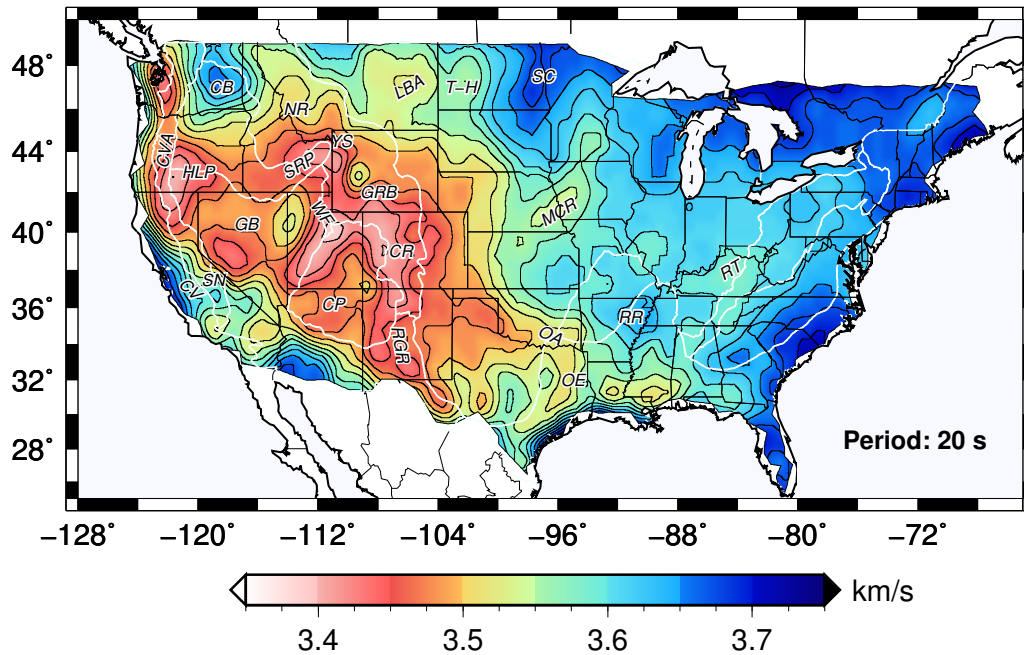 48°
44°
40°
36°
32°
28°
CB
LBA
T−H
SC
NR
CVA
YS
SRP
HLP
GRB
WF
MCR
GB
CR
RT
SN
CV
CP
RR
RGR
OA
OE
Period: 20 s
−128° −120° −112° −104° −96° −88° −80° −72°
km/s
3.4 3.5 3.6 3.7